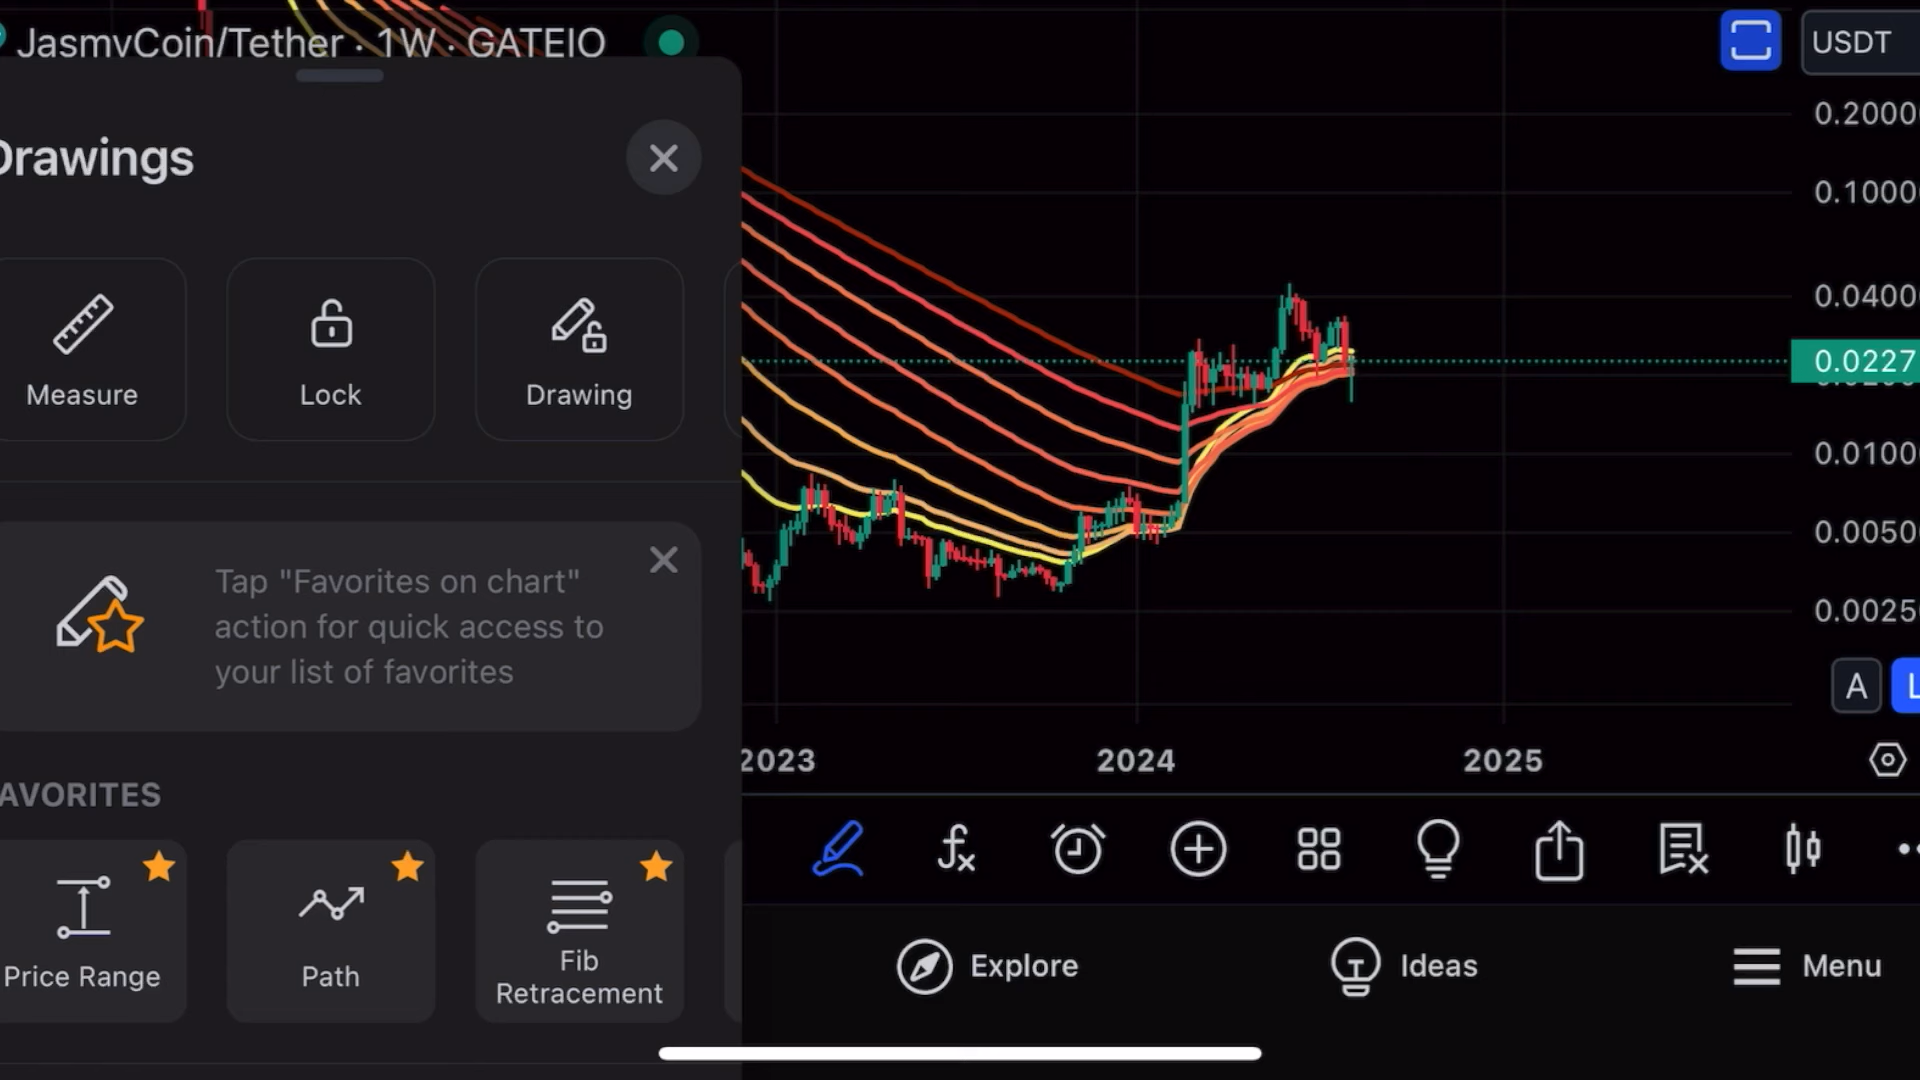 JasmyCoin/Tether · 1W · GATEIO
USDT
Drawings
Measure
Lock
Drawing
Tap "Favorites on chart"
action for quick access to
your list of favorites
AVORITES
Price Range
Path
Fib
Retracement
0.2000
0.1000
0.0400
0.0227
0.0100
0.0050
0.0025
A
L
2023
2024
2025
Explore
Ideas
Menu